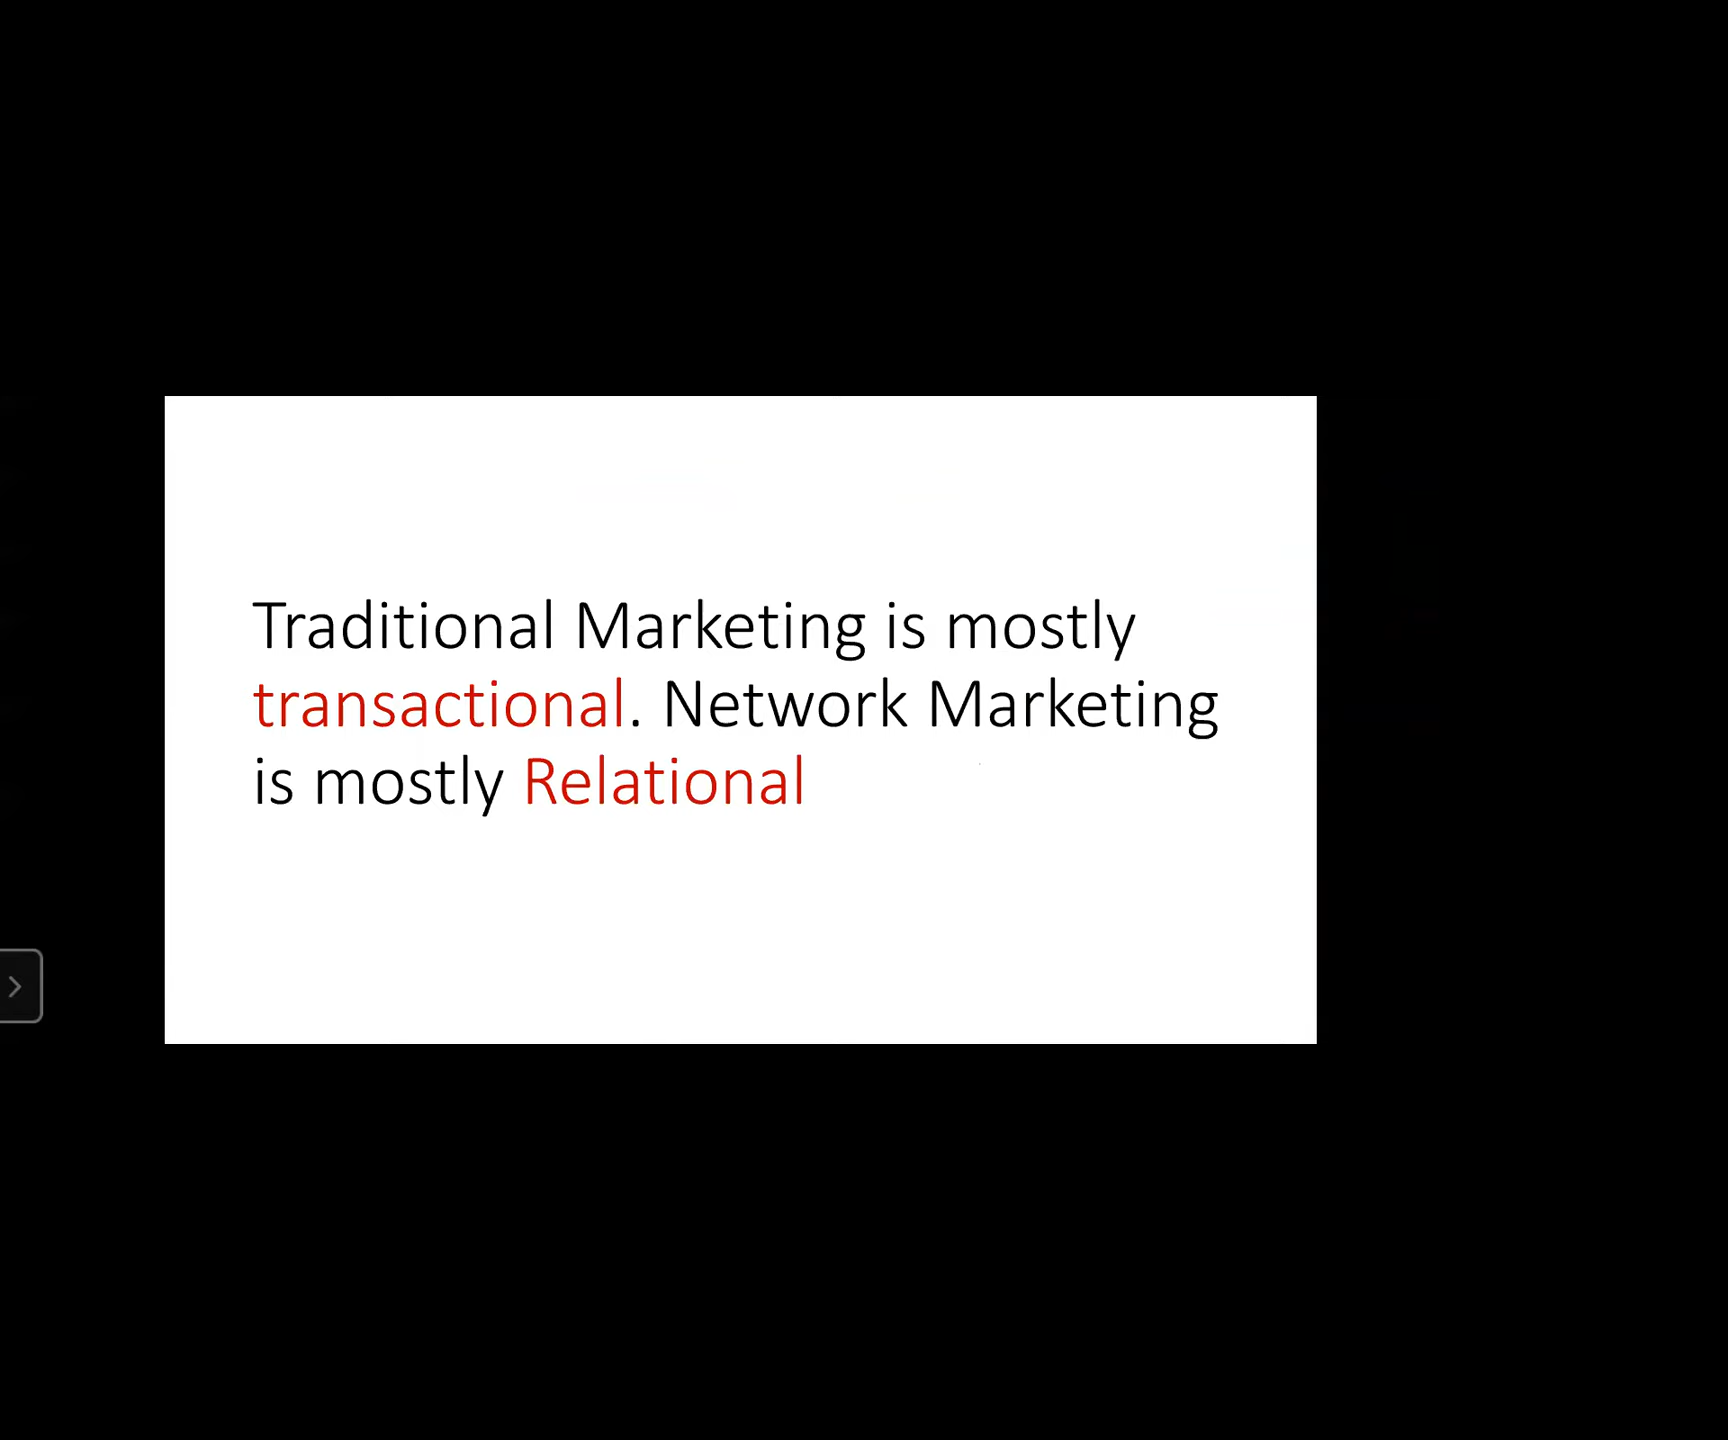 Traditional Marketing is mostly
transactional. Network Marketing
is mostly Relational